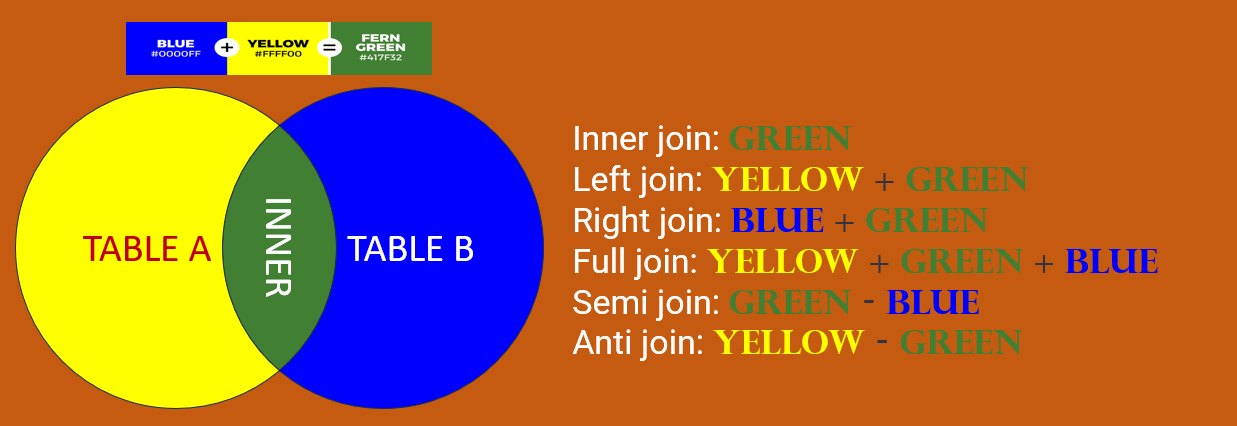 BLUE
#0000FF
+
YELLOW
#FFFF00
=
FERN
GREEN
#417F32
TABLE A
INNER
TABLE B
Inner join: GREEN
Left join: YELLOW + GREEN
Right join: BLUE + GREEN
Full join: YELLOW + GREEN + BLUE
Semi join: GREEN - BLUE
Anti join: YELLOW - GREEN